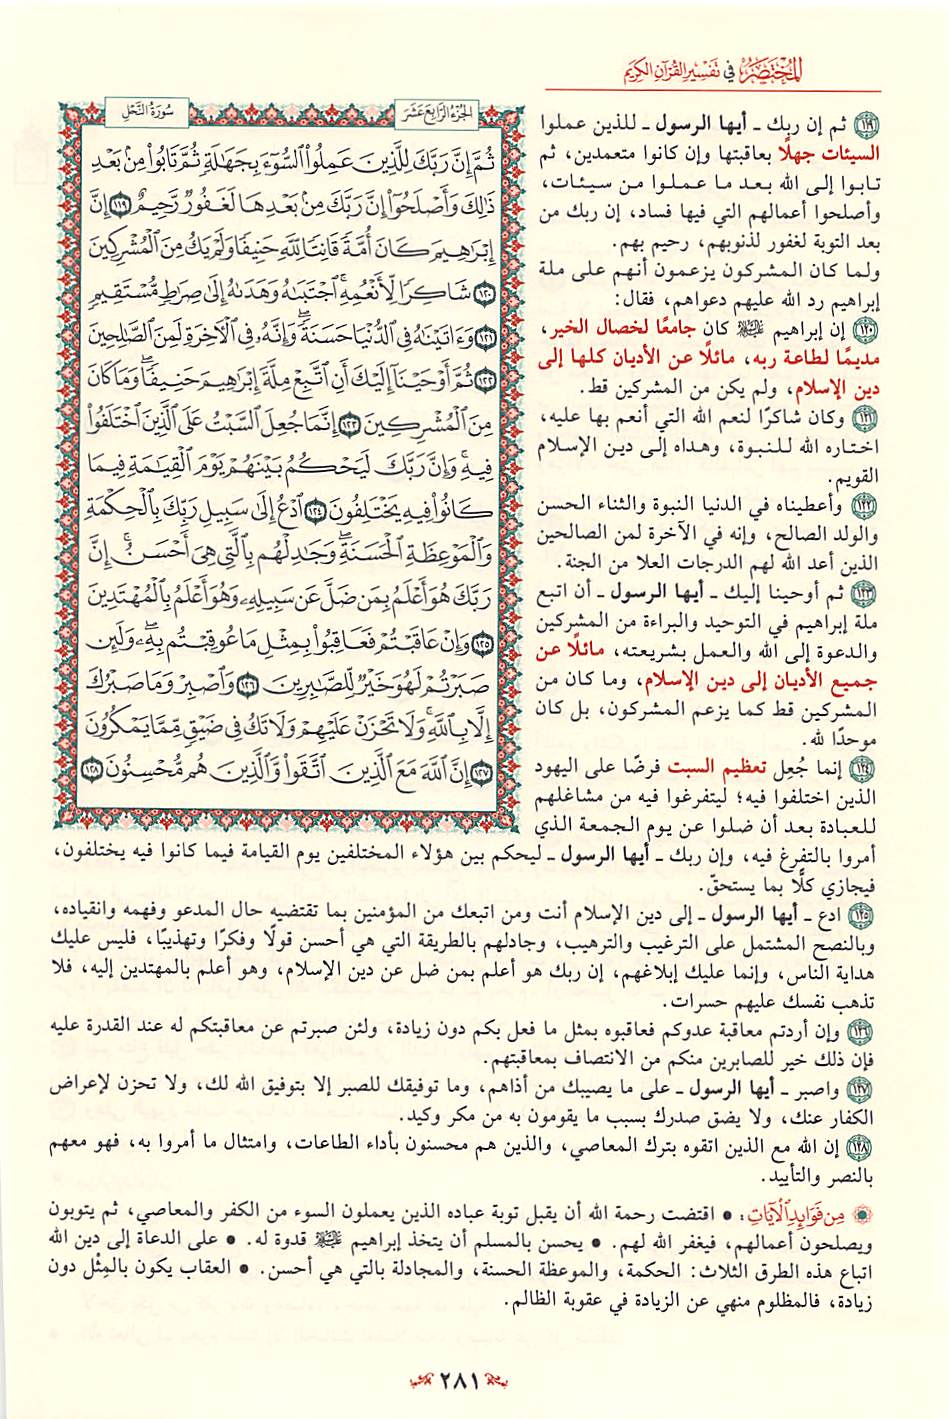 المختصر في تفسير القرآن الكريم
الجزء الرابع عشر
سورة النحل
ثُمَّ إِنَّ رَبَّكَ لِلَّذِينَ عَمِلُوا۟ ٱلسُّوٓءَ بِجَهَٰلَةٖ ثُمَّ تَابُوا۟ مِنۢ بَعۡدِ
ذَٰلِكَ وَأَصۡلَحُوٓا۟ إِنَّ رَبَّكَ مِنۢ بَعۡدِهَا لَغَفُورٞ رَّحِيمٌ ١١٩ إِنَّ
إِبۡرَٰهِيمَ كَانَ أُمَّةٗ قَانِتٗا لِّلَّهِ حَنِيفٗا وَلَمۡ يَكُ مِنَ ٱلۡمُشۡرِكِينَ
١٢٠ شَاكِرٗا لِّأَنۡعُمِهِۚ ٱجۡتَبَىٰهُ وَهَدَىٰهُ إِلَىٰ صِرَٰطٖ مُّسۡتَقِيمٖ
١٢١ وَءَاتَيۡنَٰهُ فِي ٱلدُّنۡيَا حَسَنَةٗۖ وَإِنَّهُۥ فِي ٱلۡأٓخِرَةِ لَمِنَ ٱلصَّٰلِحِينَ
١٢٢ ثُمَّ أَوۡحَيۡنَآ إِلَيۡكَ أَنِ ٱتَّبِعۡ مِلَّةَ إِبۡرَٰهِيمَ حَنِيفٗاۖ وَمَا كَانَ
مِنَ ٱلۡمُشۡرِكِينَ ١٢٣ إِنَّمَا جُعِلَ ٱلسَّبۡتُ عَلَى ٱلَّذِينَ ٱخۡتَلَفُوا۟
فِيهِۚ وَإِنَّ رَبَّكَ لَيَحۡكُمُ بَيۡنَهُمۡ يَوۡمَ ٱلۡقِيَٰمَةِ فِيمَا
كَانُوا۟ فِيهِ يَخۡتَلِفُونَ ١٢٤ ٱدۡعُ إِلَىٰ سَبِيلِ رَبِّكَ بِٱلۡحِكۡمَةِ
وَٱلۡمَوۡعِظَةِ ٱلۡحَسَنَةِۖ وَجَٰدِلۡهُم بِٱلَّتِي هِيَ أَحۡسَنُۚ إِنَّ
رَبَّكَ هُوَ أَعۡلَمُ بِمَن ضَلَّ عَن سَبِيلِهِۦ وَهُوَ أَعۡلَمُ بِٱلۡمُهۡتَدِينَ
١٢٥ وَإِنۡ عَاقَبۡتُمۡ فَعَاقِبُوا۟ بِمِثۡلِ مَا عُوقِبۡتُم بِهِۦۖ وَلَئِن
صَبَرۡتُمۡ لَهُوَ خَيۡرٞ لِّلصَّٰبِرِينَ ١٢٦ وَٱصۡبِرۡ وَمَا صَبۡرُكَ
إِلَّا بِٱللَّهِۚ وَلَا تَحۡزَنۡ عَلَيۡهِمۡ وَلَا تَكُ فِي ضَيۡقٖ مِّمَّا يَمۡكُرُونَ
١٢٧ إِنَّ ٱللَّهَ مَعَ ٱلَّذِينَ ٱتَّقَوا۟ وَّٱلَّذِينَ هُم مُّحۡسِنُونَ ١٢٨
١١٩ ثم إن ربك ـ أيها الرسول ـ للذين عملوا
السيئات جهلًا بعاقبتها وإن كانوا متعمدين، ثم
تابوا إلى الله بعد ما عملوا من سيئات،
وأصلحوا أعمالهم التي فيها فساد، إن ربك من
بعد التوبة لغفور لذنوبهم، رحيم بهم.
ولما كان المشركون يزعمون أنهم على ملة
إبراهيم رد الله عليهم دعواهم، فقال:
١٢٠ إن إبراهيم عليه السلام كان جامعًا لخصال الخير،
مديمًا لطاعة ربه، مائلًا عن الأديان كلها إلى
دين الإسلام، ولم يكن من المشركين قط.
١٢١ وكان شاكرًا لنعم الله التي أنعم بها عليه،
اختاره الله للنبوة، وهداه إلى دين الإسلام
القويم.
١٢٢ وأعطيناه في الدنيا النبوة والثناء الحسن
والولد الصالح، وإنه في الآخرة لمن الصالحين
الذين أعد الله لهم الدرجات العلا من الجنة.
١٢٣ ثم أوحينا إليك ـ أيها الرسول ـ أن اتبع
ملة إبراهيم في التوحيد والبراءة من المشركين
والدعوة إلى الله والعمل بشريعته، مائلًا عن
جميع الأديان إلى دين الإسلام، وما كان من
المشركين قط كما يزعم المشركون، بل كان
موحدًا لله.
١٢٤ إنما جُعِل تعظيم السبت فرضًا على اليهود
الذين اختلفوا فيه؛ ليتفرغوا فيه من مشاغلهم
للعبادة بعد أن ضلوا عن يوم الجمعة الذي
أمروا بالتفرغ فيه، وإن ربك ـ أيها الرسول ـ ليحكم بين هؤلاء المختلفين يوم القيامة فيما كانوا فيه يختلفون،
فيجازي كلًّا بما يستحقّ.
١٢٥ ادع ـ أيها الرسول ـ إلى دين الإسلام أنت ومن اتبعك من المؤمنين بما تقتضيه حال المدعو وفهمه وانقياده،
وبالنصح المشتمل على الترغيب والترهيب، وجادلهم بالطريقة التي هي أحسن قولًا وفكرًا وتهذيبًا، فليس عليك
هداية الناس، وإنما عليك إبلاغهم، إن ربك هو أعلم بمن ضل عن دين الإسلام، وهو أعلم بالمهتدين إليه، فلا
تذهب نفسك عليهم حسرات.
١٢٦ وإن أردتم معاقبة عدوكم فعاقبوه بمثل ما فعل بكم دون زيادة، ولئن صبرتم عن معاقبتكم له عند القدرة عليه
فإن ذلك خير للصابرين منكم من الانتصاف بمعاقبتهم.
١٢٧ واصبر ـ أيها الرسول ـ على ما يصيبك من أذاهم، وما توفيقك للصبر إلا بتوفيق الله لك، ولا تحزن لإعراض
الكفار عنك، ولا يضق صدرك بسبب ما يقومون به من مكر وكيد.
١٢٨ إن الله مع الذين اتقوه بترك المعاصي، والذين هم محسنون بأداء الطاعات، وامتثال ما أمروا به، فهو معهم
بالنصر والتأييد.
من فوائد الآيات: • اقتضت رحمة الله أن يقبل توبة عباده الذين يعملون السوء من الكفر والمعاصي، ثم يتوبون
ويصلحون أعمالهم، فيغفر الله لهم. • يحسن بالمسلم أن يتخذ إبراهيم عليه السلام قدوة له. • على الدعاة إلى دين الله
اتباع هذه الطرق الثلاث: الحكمة، والموعظة الحسنة، والمجادلة بالتي هي أحسن. • العقاب يكون بالمِثْل دون
زيادة، فالمظلوم منهي عن الزيادة في عقوبة الظالم.
٢٨١